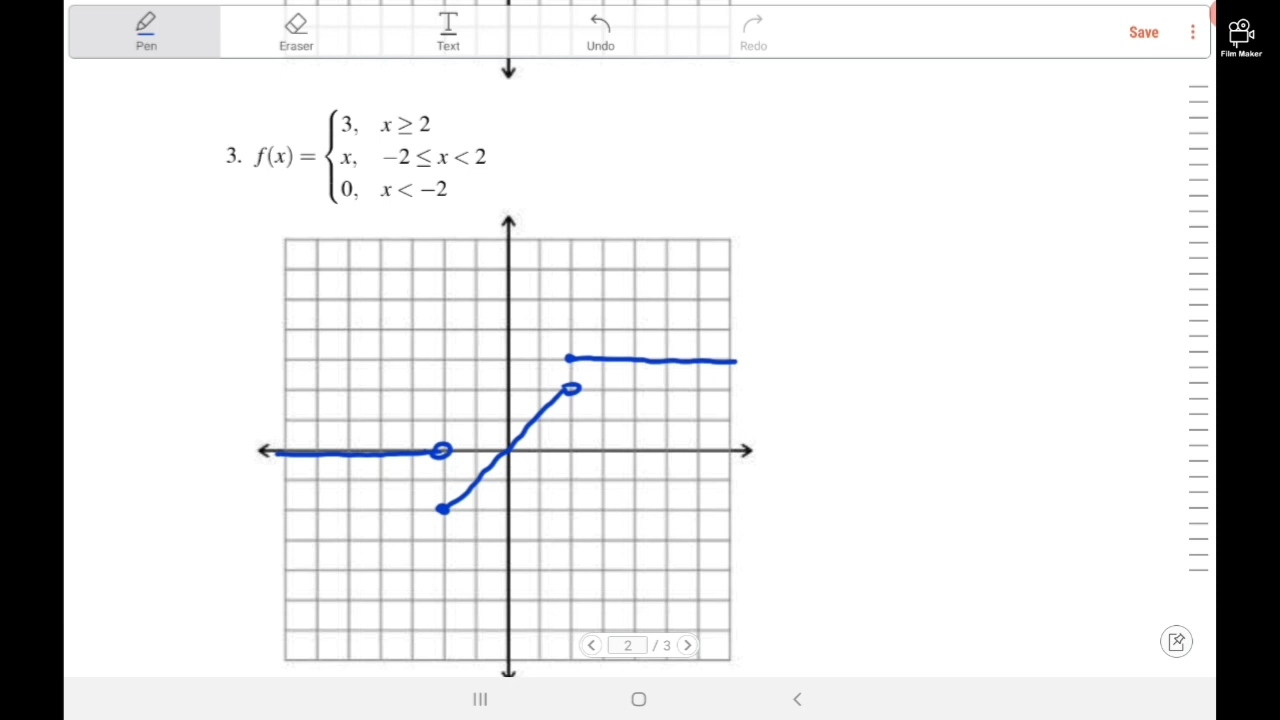 Pen Eraser Text Undo Redo Save
Film Maker
3. f(x) = { 3, x ≥ 2
x, −2 ≤ x < 2
0, x < −2
2 / 3